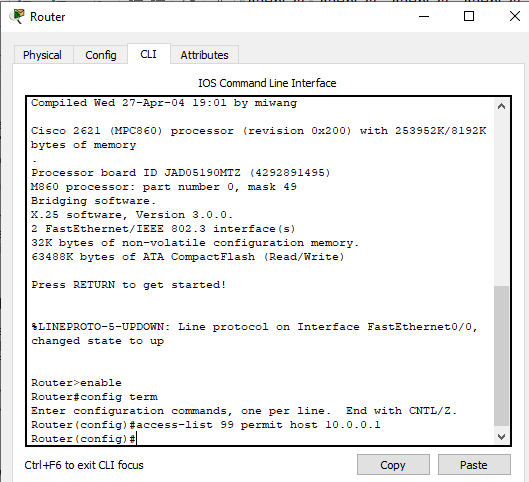 Router
Physical
Config
CLI
Attributes
IOS Command Line Interface
Compiled Wed 27-Apr-04 19:01 by miwang
Cisco 2621 (MPC860) processor (revision 0x200) with 253952K/8192K
bytes of memory
.
Processor board ID JAD05190MTZ (4292891495)
M860 processor: part number 0, mask 49
Bridging software.
X.25 software, Version 3.0.0.
2 FastEthernet/IEEE 802.3 interface(s)
32K bytes of non-volatile configuration memory.
63488K bytes of ATA CompactFlash (Read/Write)
Press RETURN to get started!
%LINEPROTO-5-UPDOWN: Line protocol on Interface FastEthernet0/0,
changed state to up
Router>enable
Router#config term
Enter configuration commands, one per line.  End with CNTL/Z.
Router(config)#access-list 99 permit host 10.0.0.1
Router(config)#
Ctrl+F6 to exit CLI focus
Copy
Paste